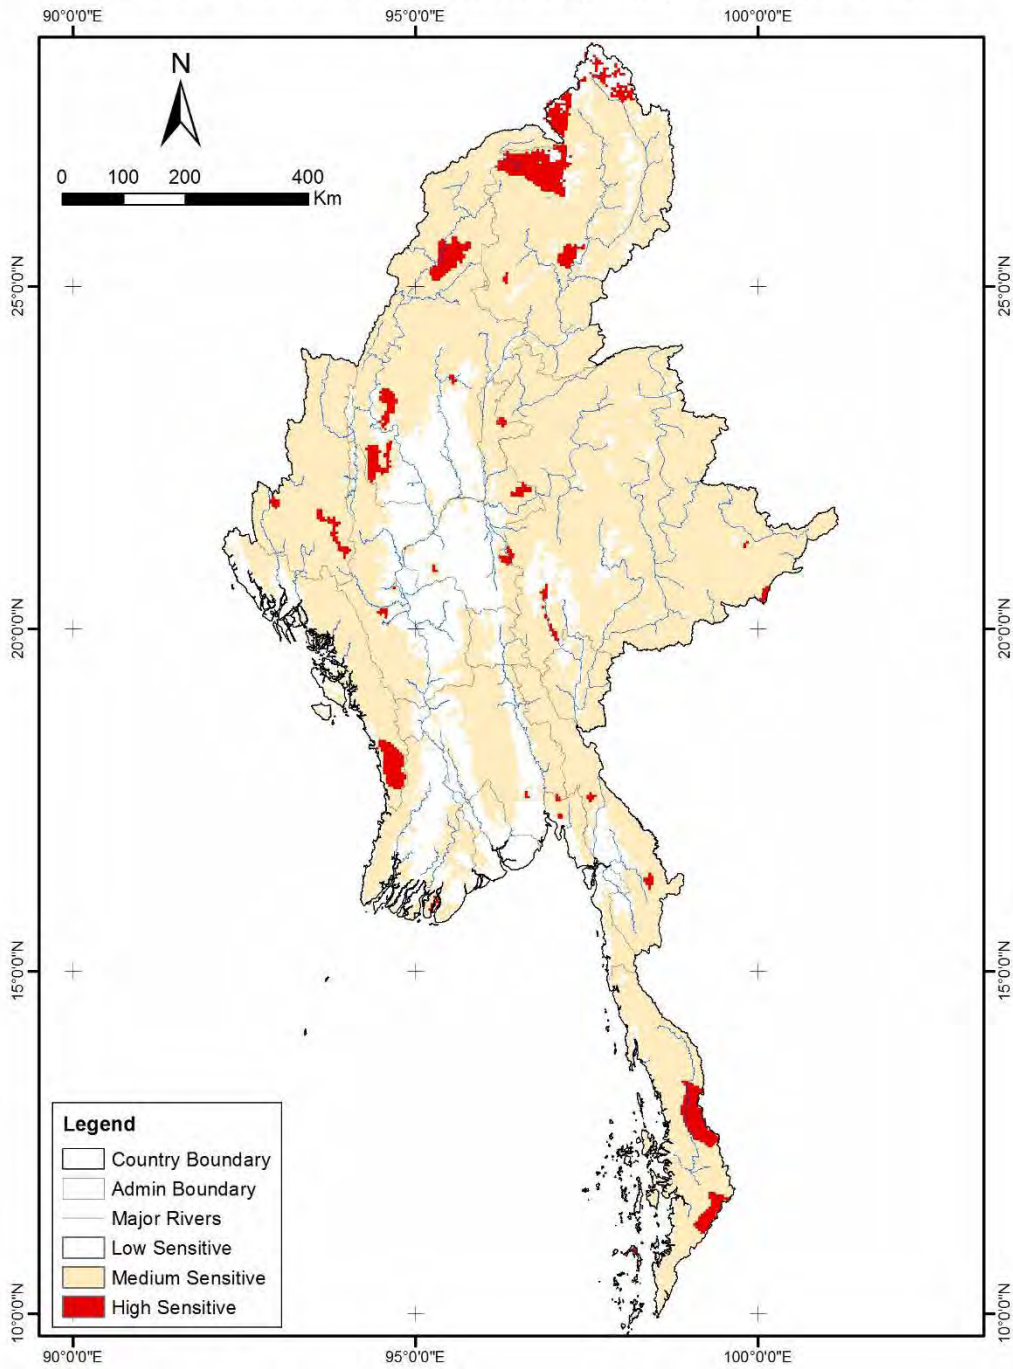 90°0'0"E 95°0'0"E 100°0'0"E
N
0 100 200 400
Km
25°0'0"N 25°0'0"N
20°0'0"N 20°0'0"N
15°0'0"N 15°0'0"N
Legend
Country Boundary
Admin Boundary
Major Rivers
Low Sensitive
Medium Sensitive
High Sensitive
10°0'0"N 10°0'0"N
90°0'0"E 95°0'0"E 100°0'0"E